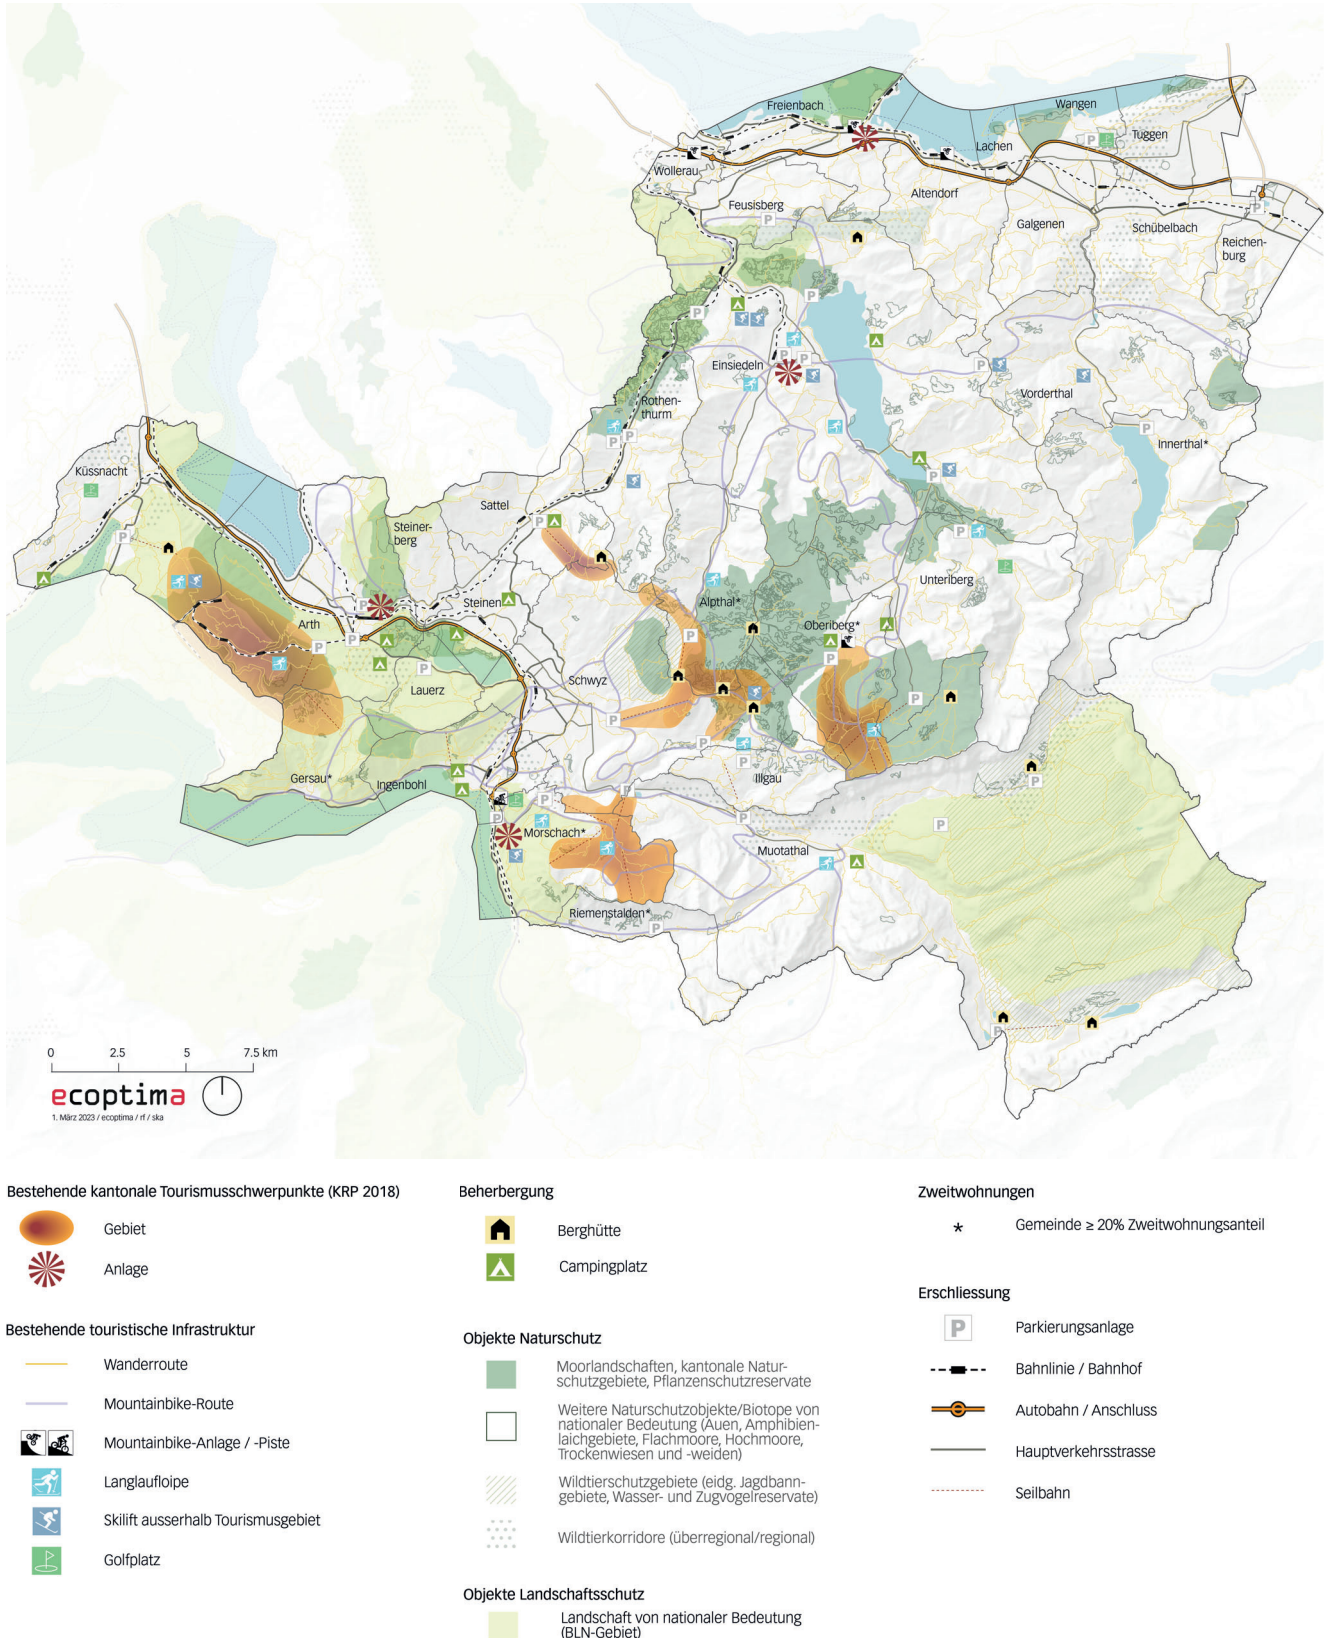 Freienbach
Wangen
Tuggen
Lachen
Wollerau
Altendorf
Feusisberg
Galgenen
Schübelbach
Reichen-
burg
Einsiedeln
Vorderthal
Rothen-
thurm
Innerthal*
Küssnacht
Sattel
Steiner-
berg
Unteriberg
Alpthal*
Steinen
Oberiberg*
Arth
Schwyz
Lauerz
Gersau*
Ingenbohl
Illgau
Morschach*
Muotathal
Riemenstalden*
0 2.5 5 7.5 km
ecoptima
1. März 2023 / ecoptima / rf / ska
Bestehende kantonale Tourismusschwerpunkte (KRP 2018)
Gebiet
Anlage
Bestehende touristische Infrastruktur
Wanderroute
Mountainbike-Route
Mountainbike-Anlage / -Piste
Langlaufloipe
Skilift ausserhalb Tourismusgebiet
Golfplatz
Beherbergung
Berghütte
Campingplatz
Objekte Naturschutz
Moorlandschaften, kantonale Natur-
schutzgebiete, Pflanzenschutzreservate
Weitere Naturschutzobjekte/Biotope von
nationaler Bedeutung (Auen, Amphibien-
laichgebiete, Flachmoore, Hochmoore,
Trockenwiesen und -weiden)
Wildtierschutzgebiete (eidg. Jagdbann-
gebiete, Wasser- und Zugvogelreservate)
Wildtierkorridore (überregional/regional)
Objekte Landschaftsschutz
Landschaft von nationaler Bedeutung
(BLN-Gebiet)
Zweitwohnungen
* Gemeinde ≥ 20% Zweitwohnungsanteil
Erschliessung
P Parkierungsanlage
Bahnlinie / Bahnhof
Autobahn / Anschluss
Hauptverkehrsstrasse
Seilbahn